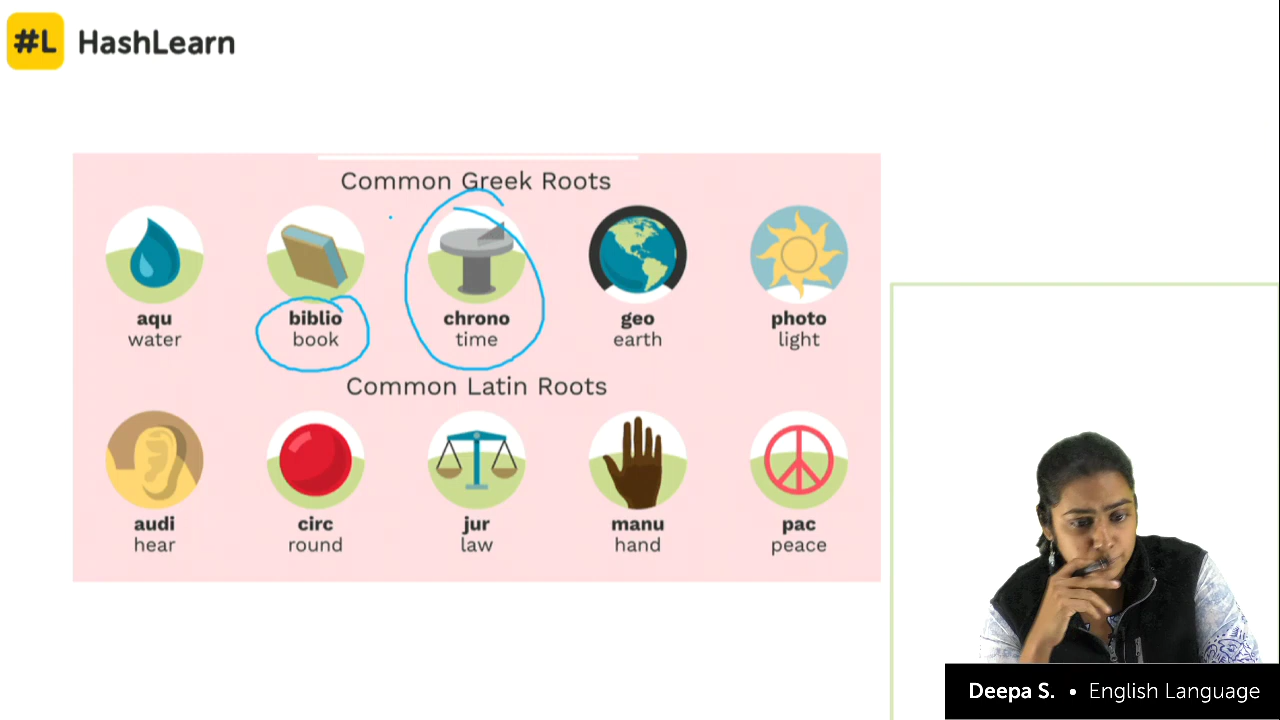 #L HashLearn
Common Greek Roots
aqu biblio chrono geo photo
water book time earth light
Common Latin Roots
audi circ jur manu pac
hear round law hand peace
Deepa S. • English Language